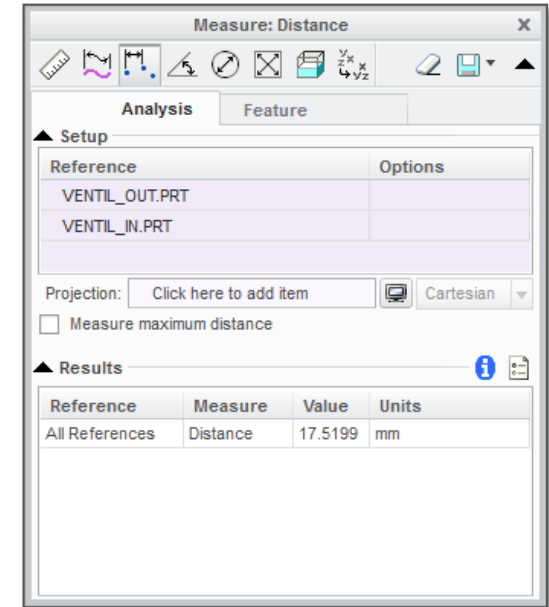 Measure: Distance
Analysis Feature
Setup
Reference Options
VENTIL_OUT.PRT
VENTIL_IN.PRT
Projection: Click here to add item Cartesian
Measure maximum distance
Results
Reference Measure Value Units
All References Distance 17.5199 mm